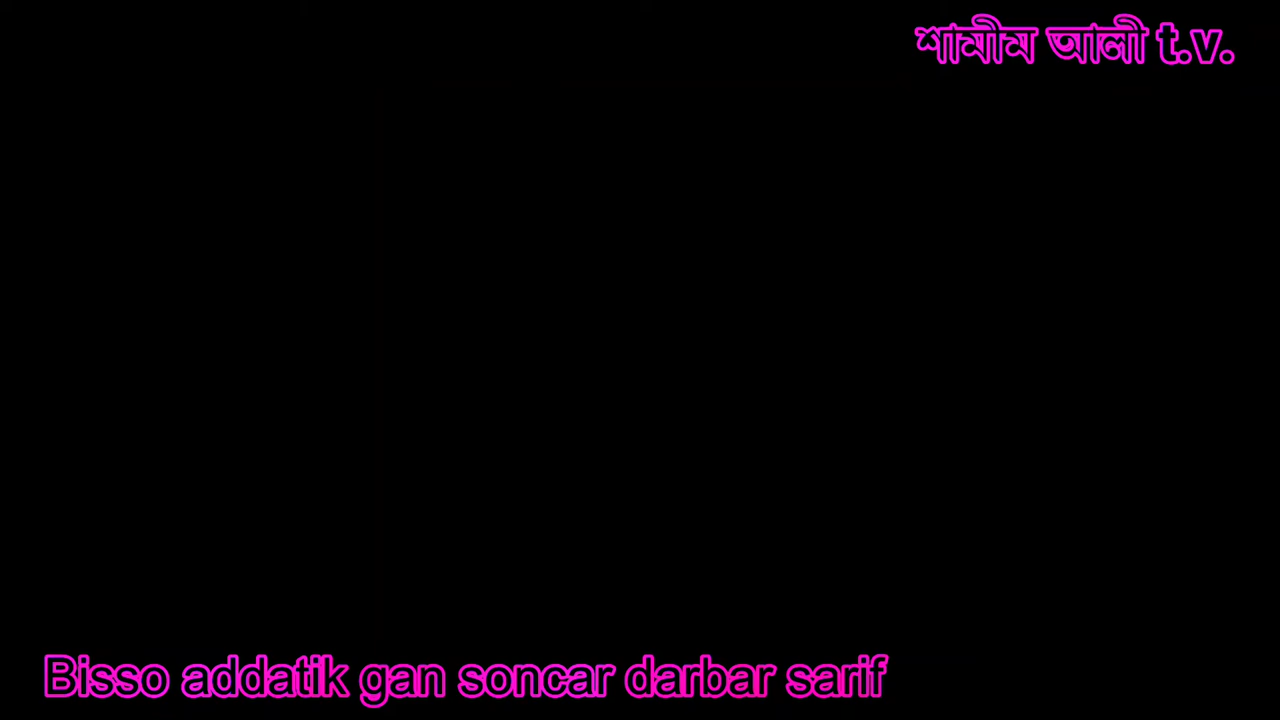 শামীম আলী t.v.
Bisso addatik gan soncar darbar sarif